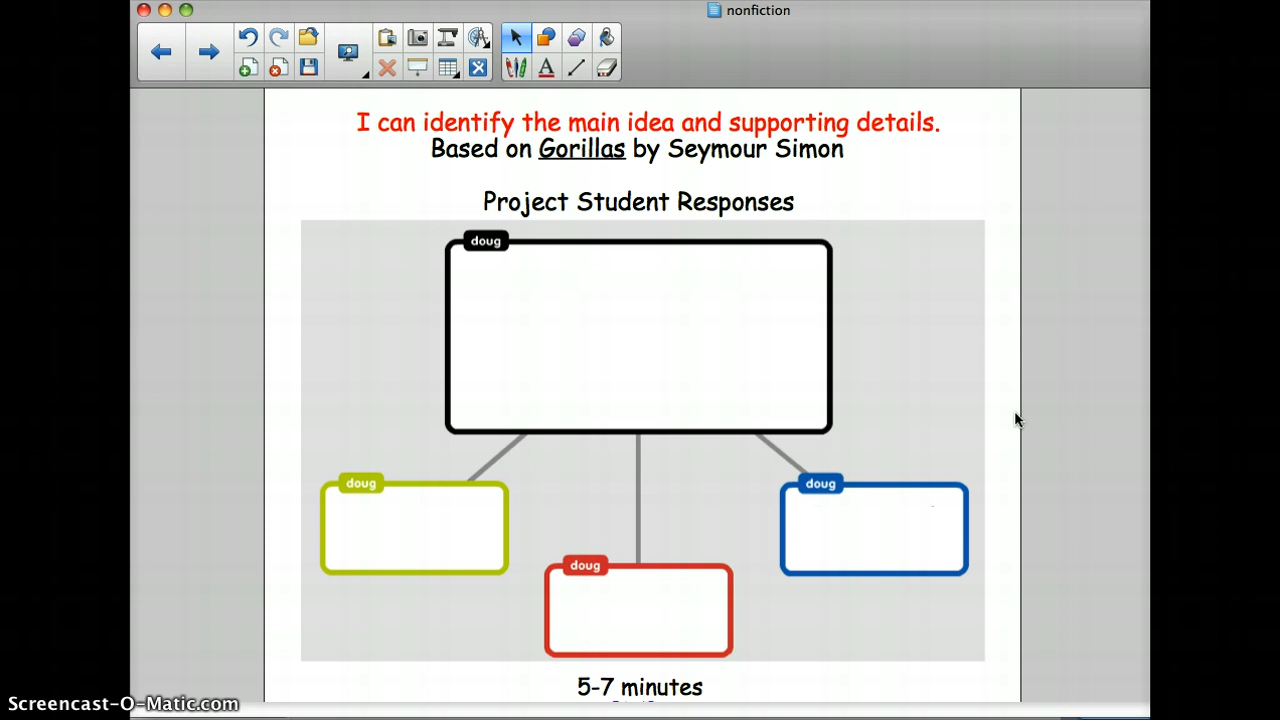 nonfiction
I can identify the main idea and supporting details.
Based on Gorillas by Seymour Simon
Project Student Responses
doug
doug
doug
doug
5-7 minutes
Screencast-O-Matic.com